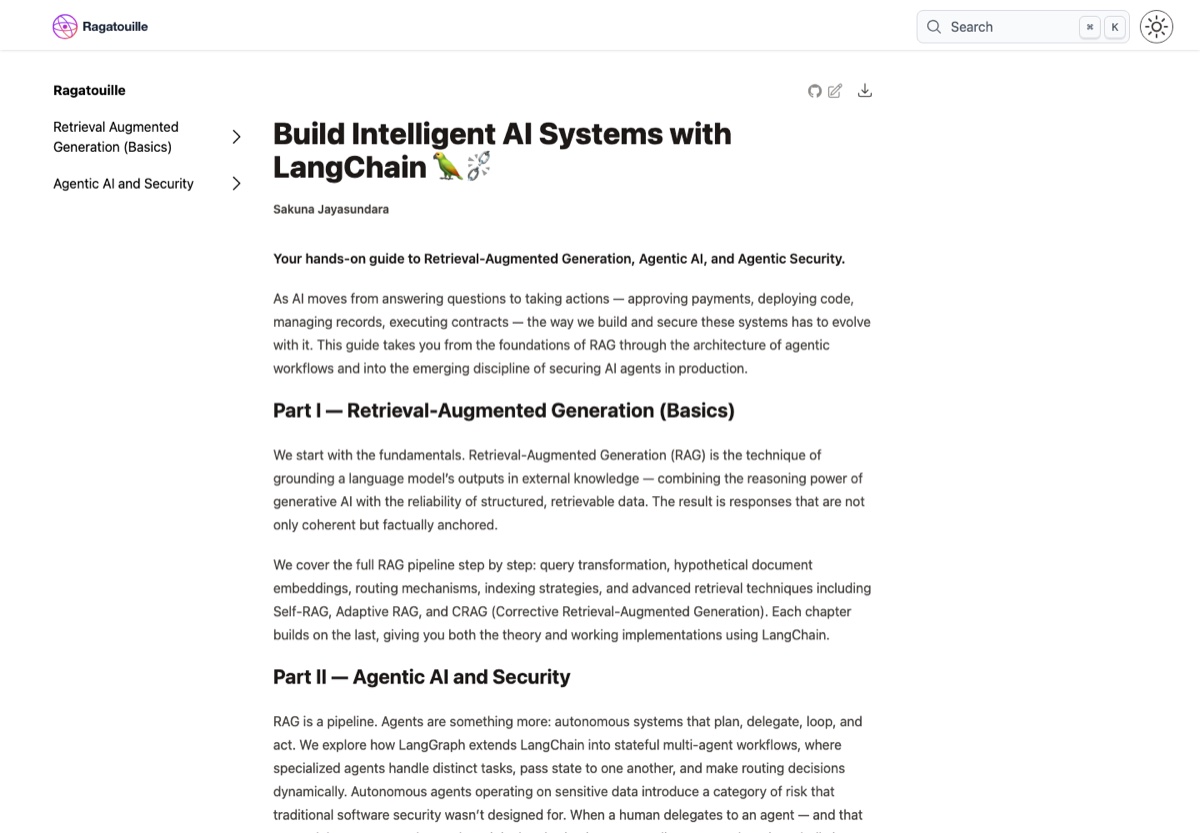 Ragatouille
Search
⌘ K
Ragatouille
Retrieval Augmented
Generation (Basics)
Agentic AI and Security
Build Intelligent AI Systems with
LangChain 🦜⛓️‍💥
Sakuna Jayasundara
Your hands-on guide to Retrieval-Augmented Generation, Agentic AI, and Agentic Security.
As AI moves from answering questions to taking actions — approving payments, deploying code,
managing records, executing contracts — the way we build and secure these systems has to evolve
with it. This guide takes you from the foundations of RAG through the architecture of agentic
workflows and into the emerging discipline of securing AI agents in production.
Part I — Retrieval-Augmented Generation (Basics)
We start with the fundamentals. Retrieval-Augmented Generation (RAG) is the technique of
grounding a language model's outputs in external knowledge — combining the reasoning power of
generative AI with the reliability of structured, retrievable data. The result is responses that are not
only coherent but factually anchored.
We cover the full RAG pipeline step by step: query transformation, hypothetical document
embeddings, routing mechanisms, indexing strategies, and advanced retrieval techniques including
Self-RAG, Adaptive RAG, and CRAG (Corrective Retrieval-Augmented Generation). Each chapter
builds on the last, giving you both the theory and working implementations using LangChain.
Part II — Agentic AI and Security
RAG is a pipeline. Agents are something more: autonomous systems that plan, delegate, loop, and
act. We explore how LangGraph extends LangChain into stateful multi-agent workflows, where
specialized agents handle distinct tasks, pass state to one another, and make routing decisions
dynamically. Autonomous agents operating on sensitive data introduce a category of risk that
traditional software security wasn't designed for. When a human delegates to an agent — and that